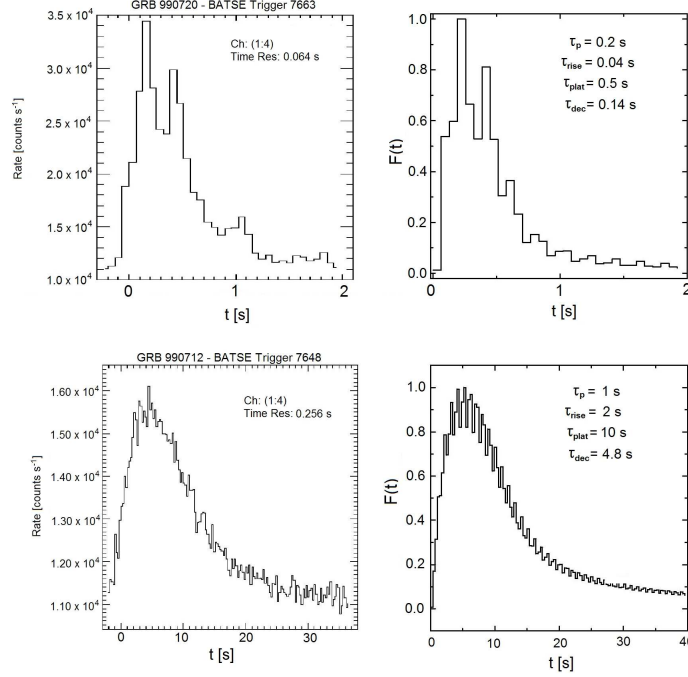 GRB 990720 - BATSE Trigger 7663
Rate [counts s⁻¹]
3.5 x 10⁴
3.0 x 10⁴
2.5 x 10⁴
2.0 x 10⁴
1.5 x 10⁴
1.0 x 10⁴
Ch: (1:4)
Time Res: 0.064 s
0 1 2
t [s]
F(t)
1.0
0.8
0.6
0.4
0.2
0.0
τp = 0.2 s
τrise = 0.04 s
τplat = 0.5 s
τdec = 0.14 s
0 1 2
t [s]
GRB 990712 - BATSE Trigger 7648
Rate [counts s⁻¹]
1.60 x 10⁴
1.50 x 10⁴
1.40 x 10⁴
1.30 x 10⁴
1.20 x 10⁴
1.10 x 10⁴
Ch: (1:4)
Time Res: 0.256 s
0 10 20 30
t [s]
F(t)
1.0
0.8
0.6
0.4
0.2
0.0
τp = 1 s
τrise = 2 s
τplat = 10 s
τdec = 4.8 s
0 10 20 30 40
t [s]